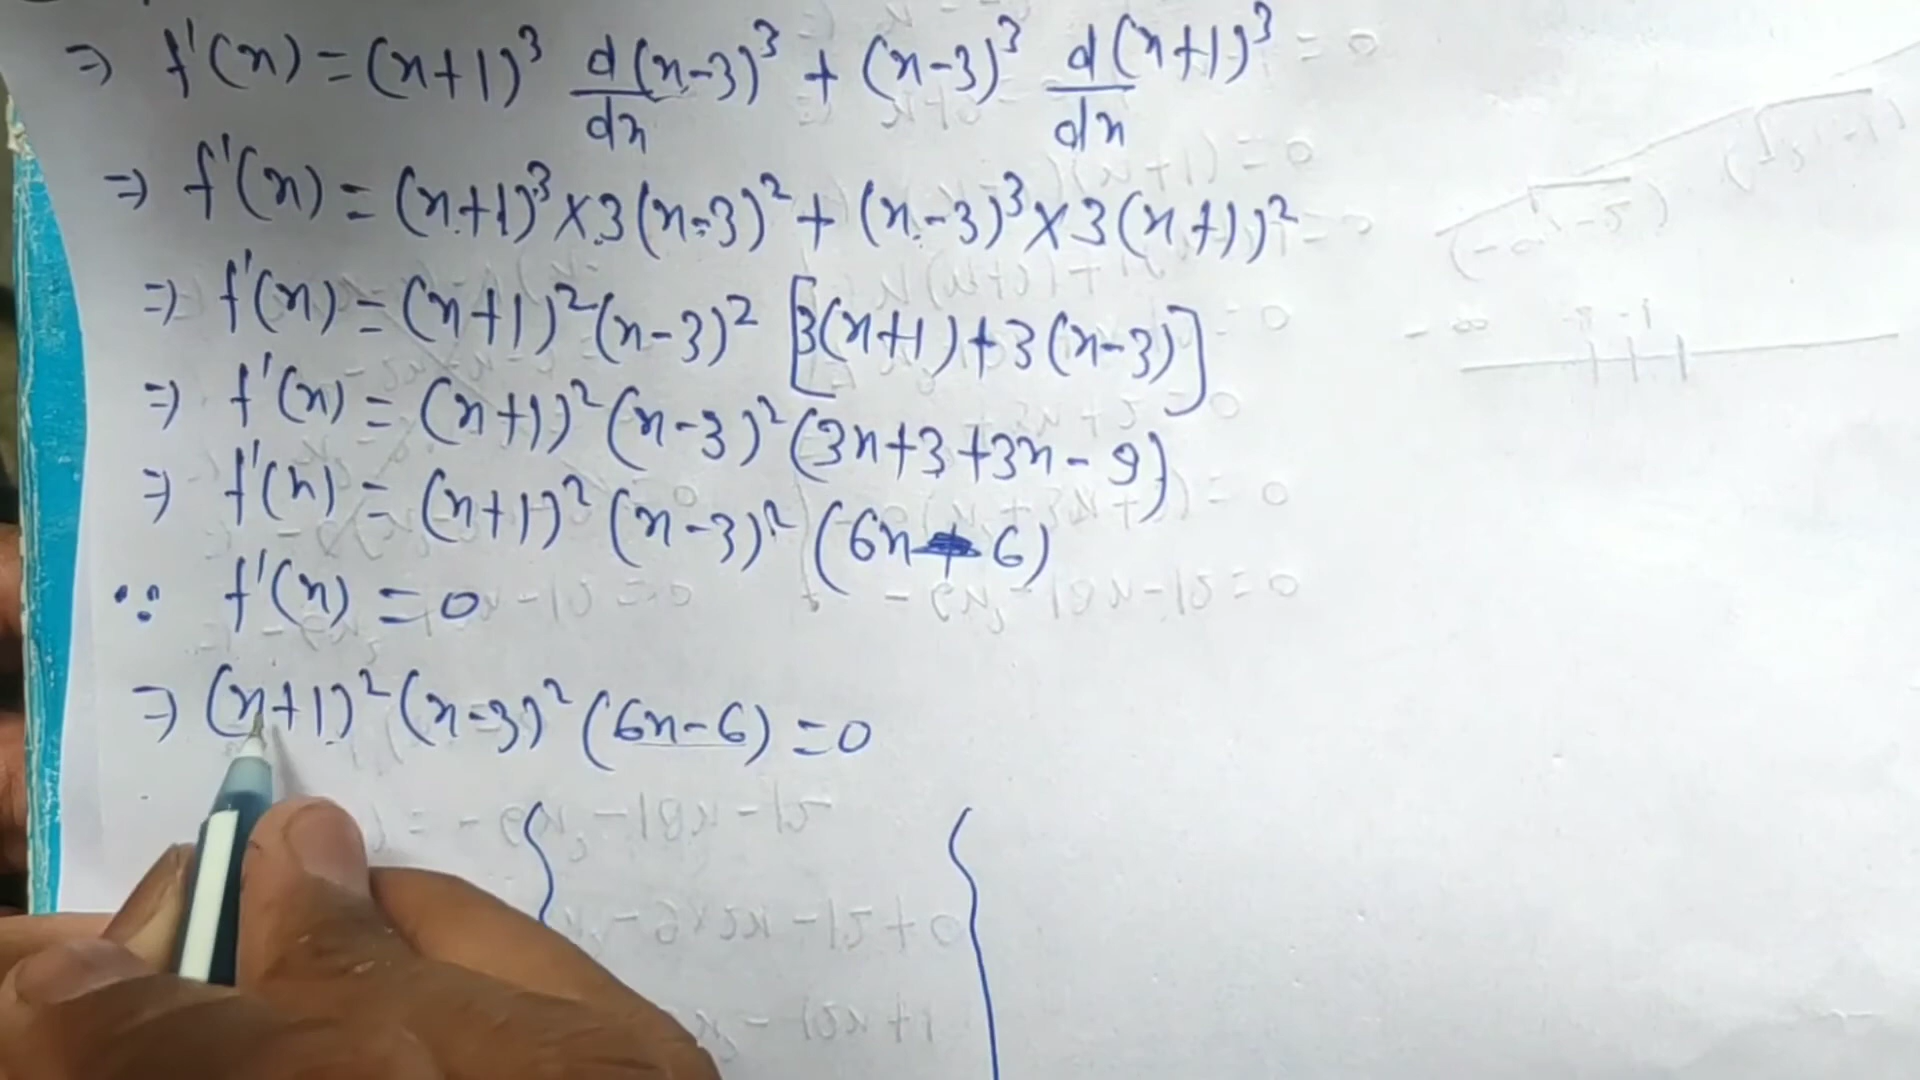 ⇒ f'(x) = (x+1)³ d/dx (x-3)³ + (x-3)³ d/dx (x+1)³
⇒ f'(x) = (x+1)³ × 3(x-3)² + (x-3)³ × 3(x+1)²
⇒ f'(x) = (x+1)² (x-3)² [3(x+1) + 3(x-3)]
⇒ f'(x) = (x+1)² (x-3)² (3x+3+3x-9)
⇒ f'(x) = (x+1)² (x-3)² (6x-6)
∵ f'(x) = 0
⇒ (x+1)² (x-3)² (6x-6) = 0